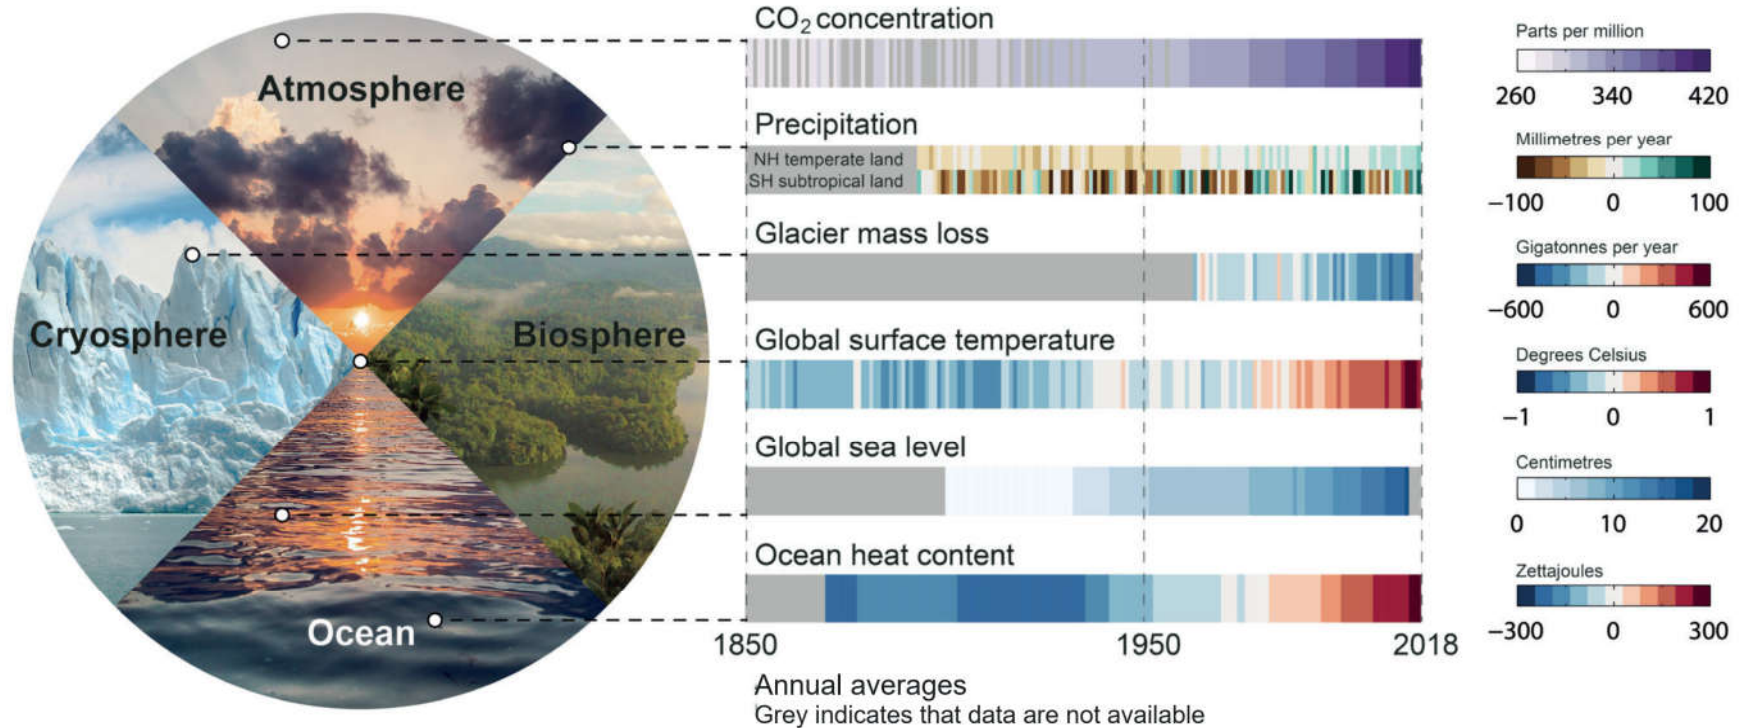 Atmosphere
Cryosphere
Biosphere
Ocean
CO₂ concentration
Precipitation
NH temperate land
SH subtropical land
Glacier mass loss
Global surface temperature
Global sea level
Ocean heat content
1850
1950
2018
Annual averages
Grey indicates that data are not available
Parts per million
260 340 420
Millimetres per year
−100 0 100
Gigatonnes per year
−600 0 600
Degrees Celsius
−1 0 1
Centimetres
0 10 20
Zettajoules
−300 0 300